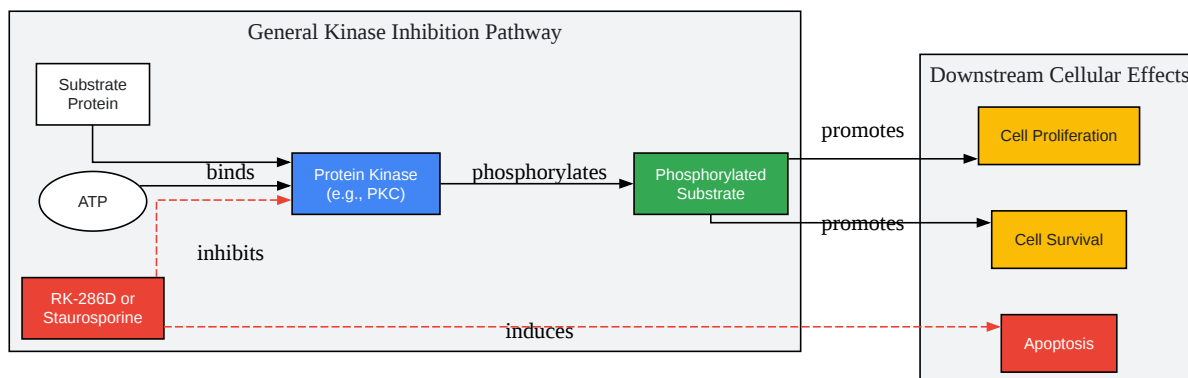 General Kinase Inhibition Pathway
Substrate
Protein
ATP
binds
Protein Kinase
(e.g., PKC)
phosphorylates
Phosphorylated
Substrate
inhibits
RK-286D or
Staurosporine
induces
promotes
promotes
Downstream Cellular Effects
Cell Proliferation
Cell Survival
Apoptosis